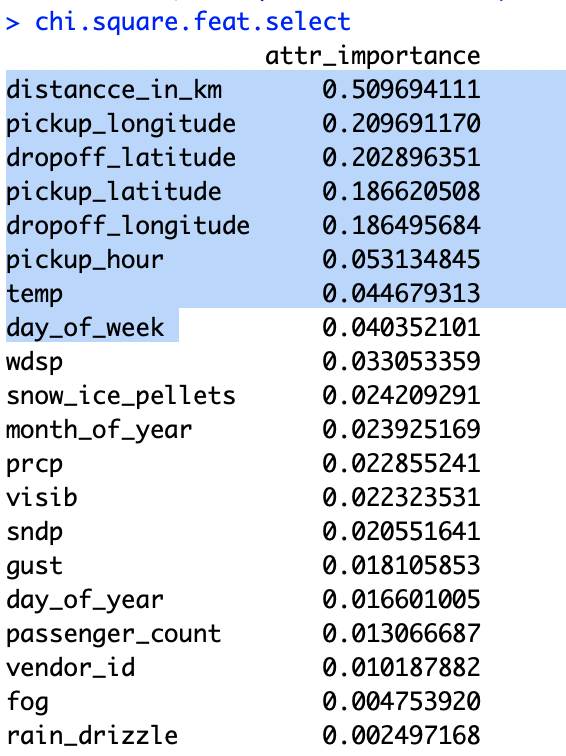 > chi.square.feat.select
attr_importance
distancce_in_km 0.509694111
pickup_longitude 0.209691170
dropoff_latitude 0.202896351
pickup_latitude 0.186620508
dropoff_longitude 0.186495684
pickup_hour 0.053134845
temp 0.044679313
day_of_week 0.040352101
wdsp 0.033053359
snow_ice_pellets 0.024209291
month_of_year 0.023925169
prcp 0.022855241
visib 0.022323531
sndp 0.020551641
gust 0.018105853
day_of_year 0.016601005
passenger_count 0.013066687
vendor_id 0.010187882
fog 0.004753920
rain_drizzle 0.002497168